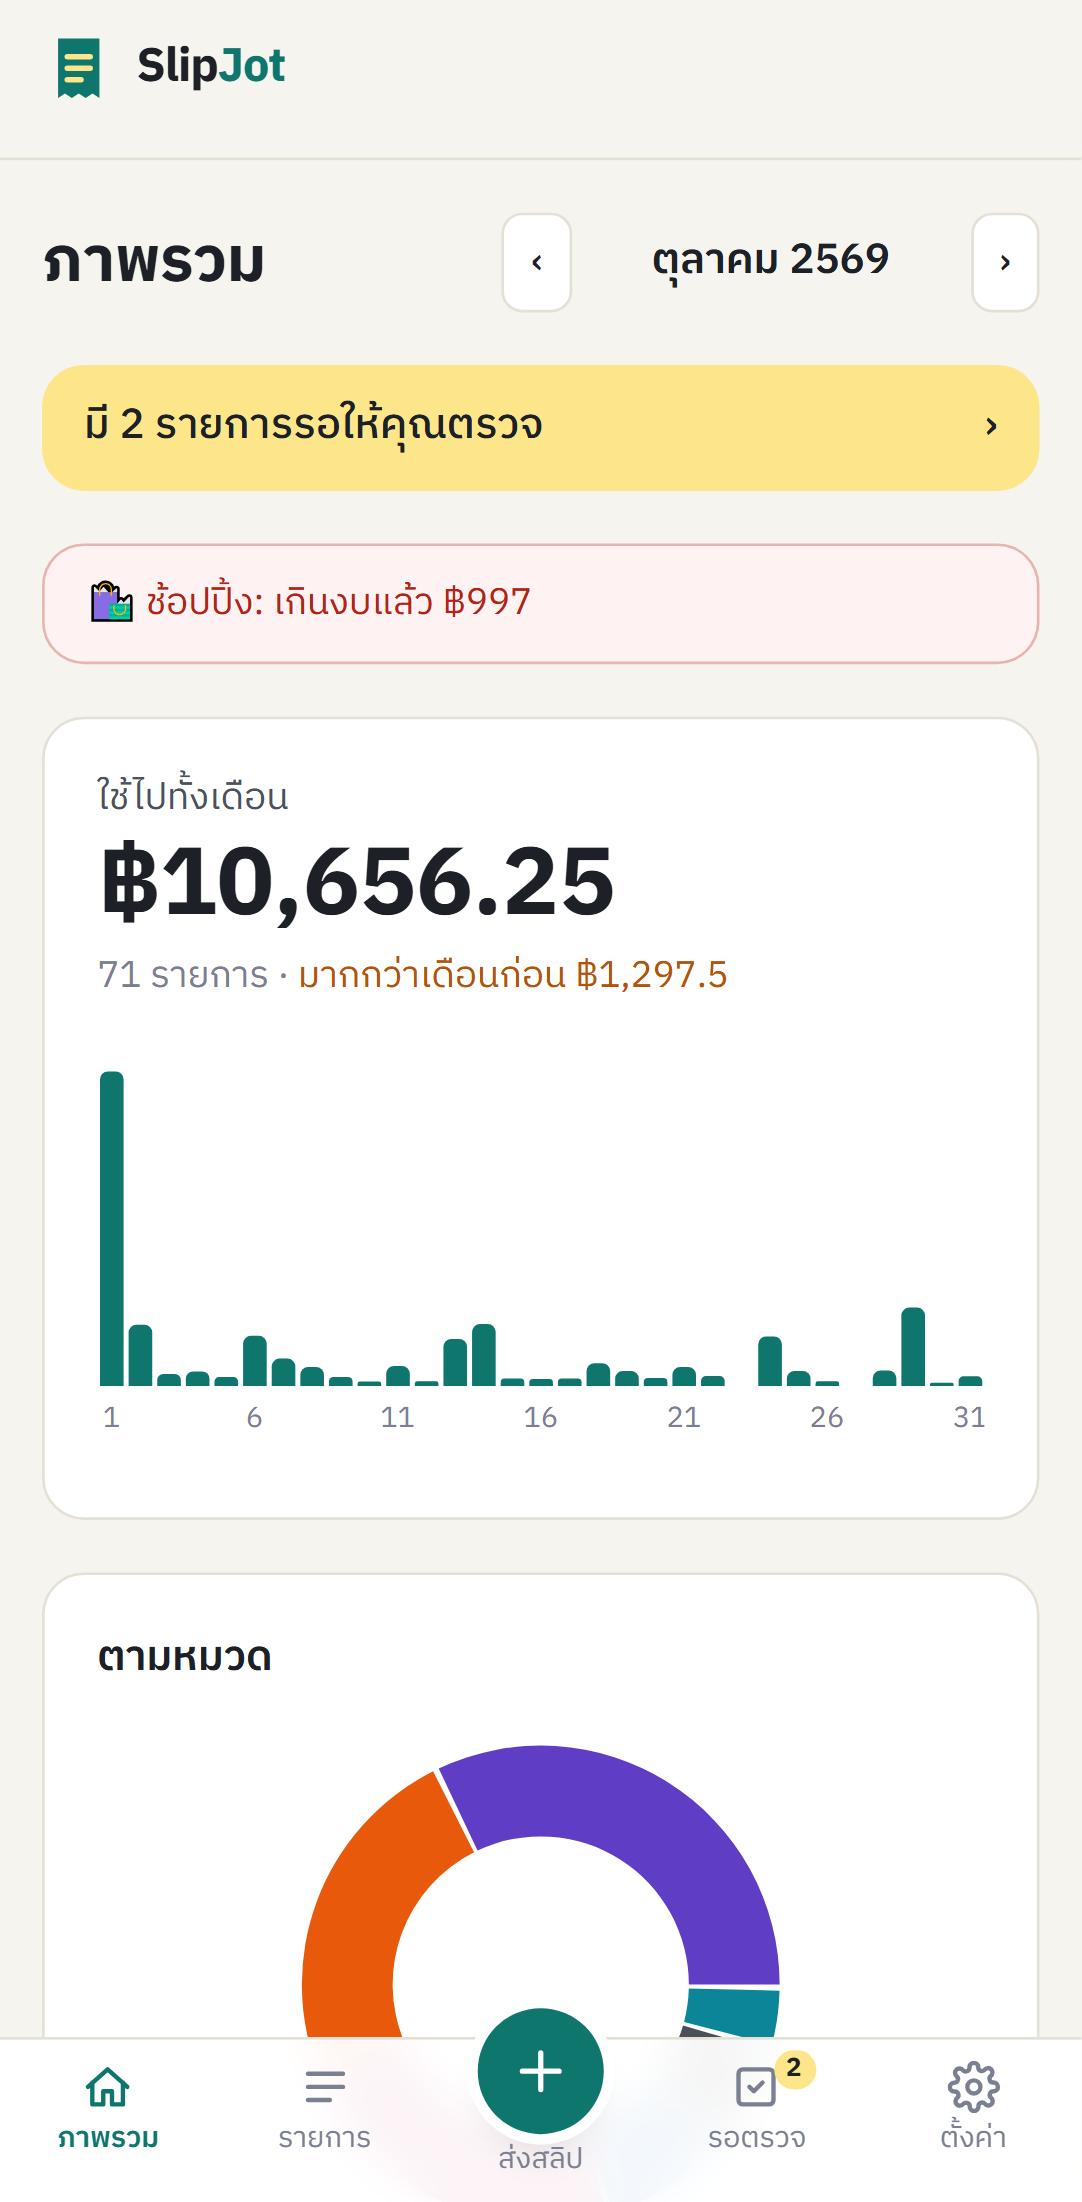 SlipJot
ภาพรวม
‹
ตุลาคม 2569
›
มี 2 รายการรอให้คุณตรวจ ›
ช้อปปิ้ง: เกินงบแล้ว ฿997
ใช้ไปทั้งเดือน
฿10,656.25
71 รายการ · มากกว่าเดือนก่อน ฿1,297.5
1 6 11 16 21 26 31
ตามหมวด
2
ภาพรวม รายการ ส่งสลิป รอตรวจ ตั้งค่า